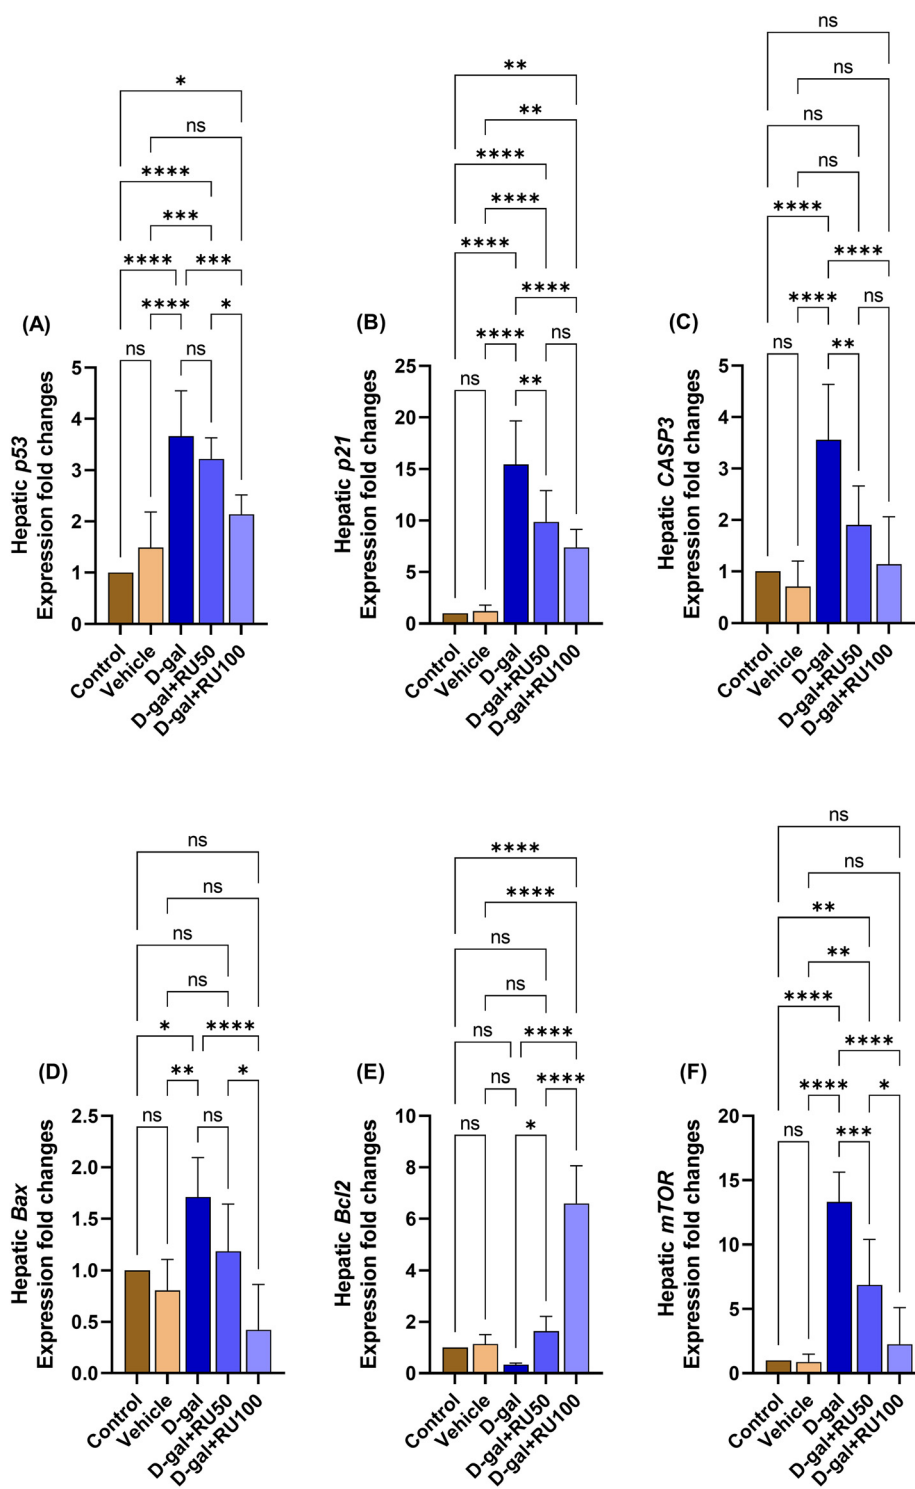 *
ns
****
***
**** ***
**** *
(A)
ns ns
Hepatic p53
Expression fold changes
5
4
3
2
1
0
Control
Vehicle
D-gal
D-gal+RU50
D-gal+RU100
**
**
****
****
****
****
(B)
**** ns
ns **
Hepatic p21
Expression fold changes
25
20
15
10
5
0
Control
Vehicle
D-gal
D-gal+RU50
D-gal+RU100
ns
ns
ns
ns
****
****
(C)
**** ns
ns **
Hepatic CASP3
Expression fold changes
5
4
3
2
1
0
Control
Vehicle
D-gal
D-gal+RU50
D-gal+RU100
ns
ns
ns
ns
* ****
(D)
** *
ns ns
Hepatic Bax
Expression fold changes
2.5
2.0
1.5
1.0
0.5
0.0
Control
Vehicle
D-gal
D-gal+RU50
D-gal+RU100
****
****
ns
ns
ns ****
(E)
ns ****
ns *
Hepatic Bcl2
Expression fold changes
10
8
6
4
2
0
Control
Vehicle
D-gal
D-gal+RU50
D-gal+RU100
ns
ns
**
**
****
****
(F)
**** *
ns ***
Hepatic mTOR
Expression fold changes
20
15
10
5
0
Control
Vehicle
D-gal
D-gal+RU50
D-gal+RU100